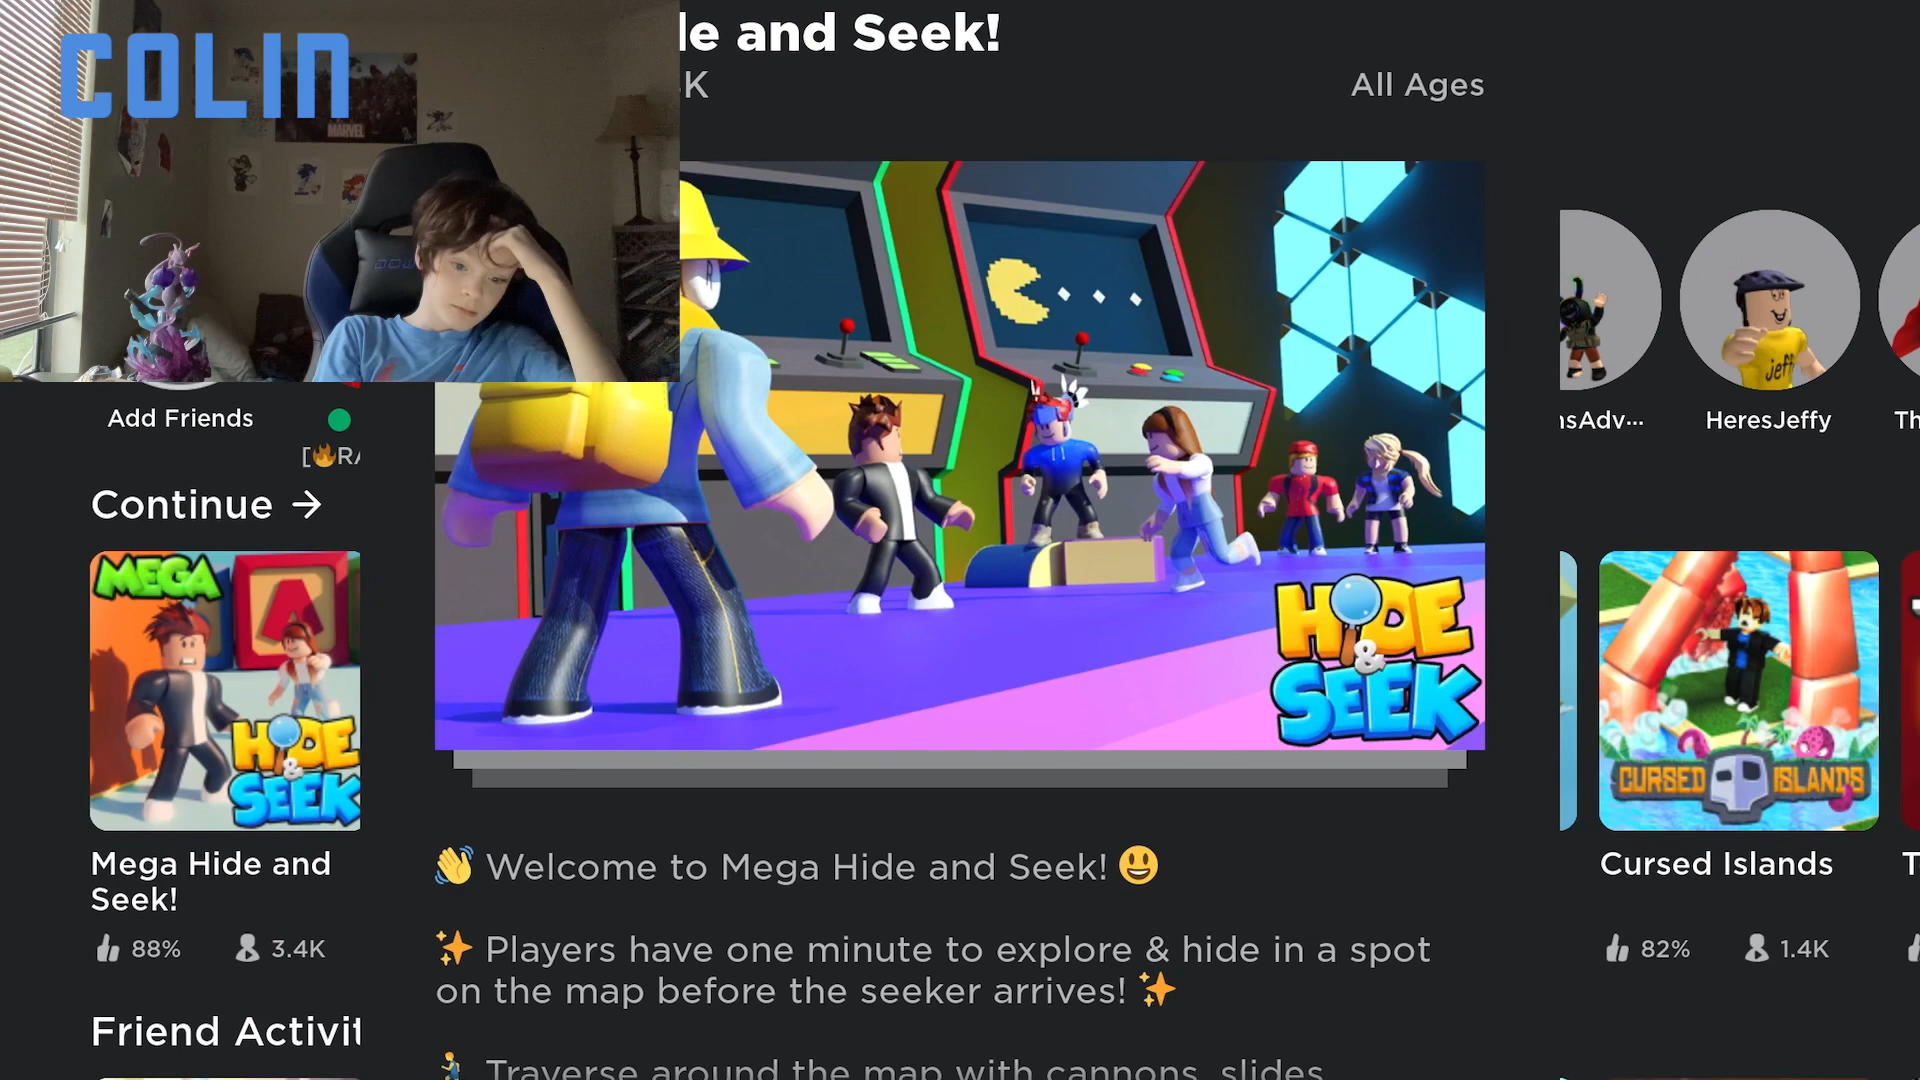 COLIN
MARVEL
le and Seek!
K
All Ages
Add Friends
nsAdv...
HeresJeffy
Th
[🔥RA
Continue →
MEGA
A
HIDE
&
SEEK
Mega Hide and
Seek!
88%
3.4K
Friend Activit
HIDE
&
SEEK
👋 Welcome to Mega Hide and Seek! 😃
✨ Players have one minute to explore & hide in a spot
on the map before the seeker arrives! ✨
Traverse around the map with cannons, slides
jeff
CURSED ISLANDS
Cursed Islands
T
82%
1.4K